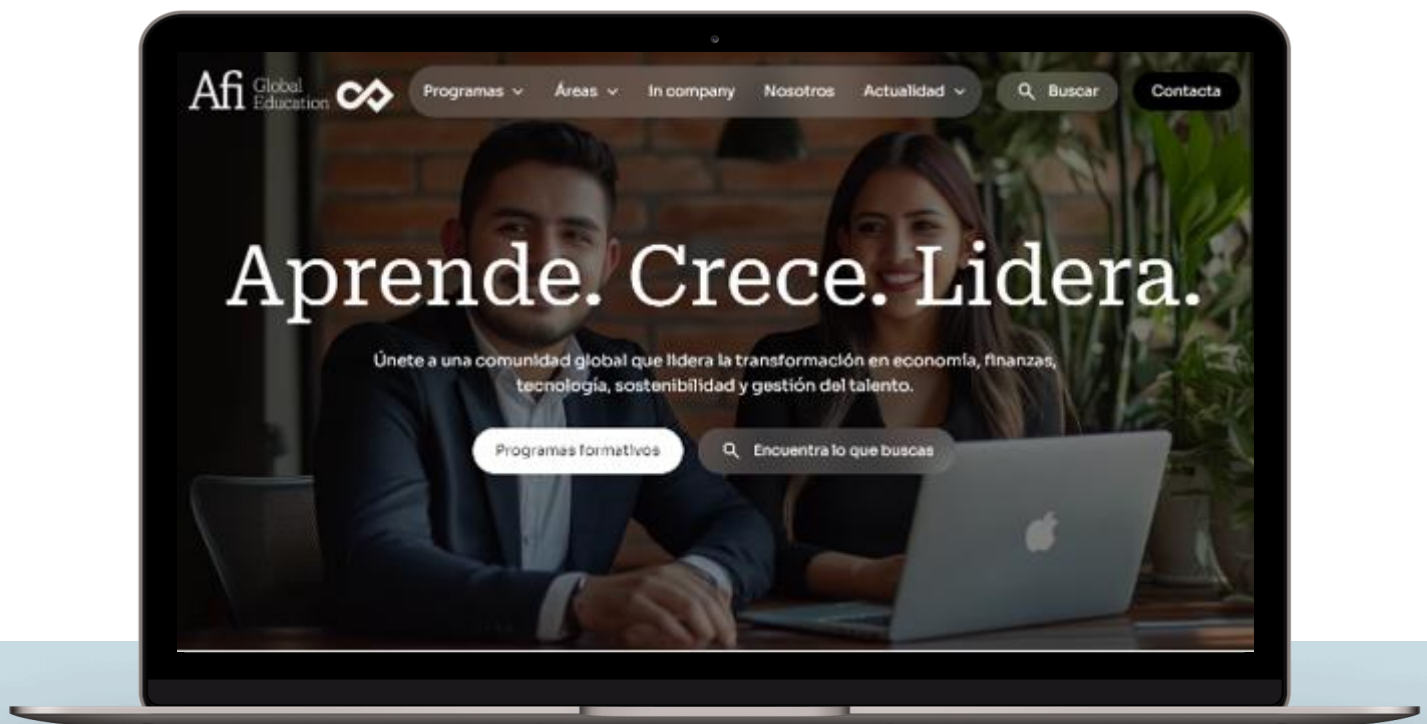 Afi Global Education
Programas
Áreas
In company
Nosotros
Actualidad
Buscar
Contacta
Aprende. Crece. Lidera.
Únete a una comunidad global que lidera la transformación en economía, finanzas,
tecnología, sostenibilidad y gestión del talento.
Programas formativos
Encuentra lo que buscas